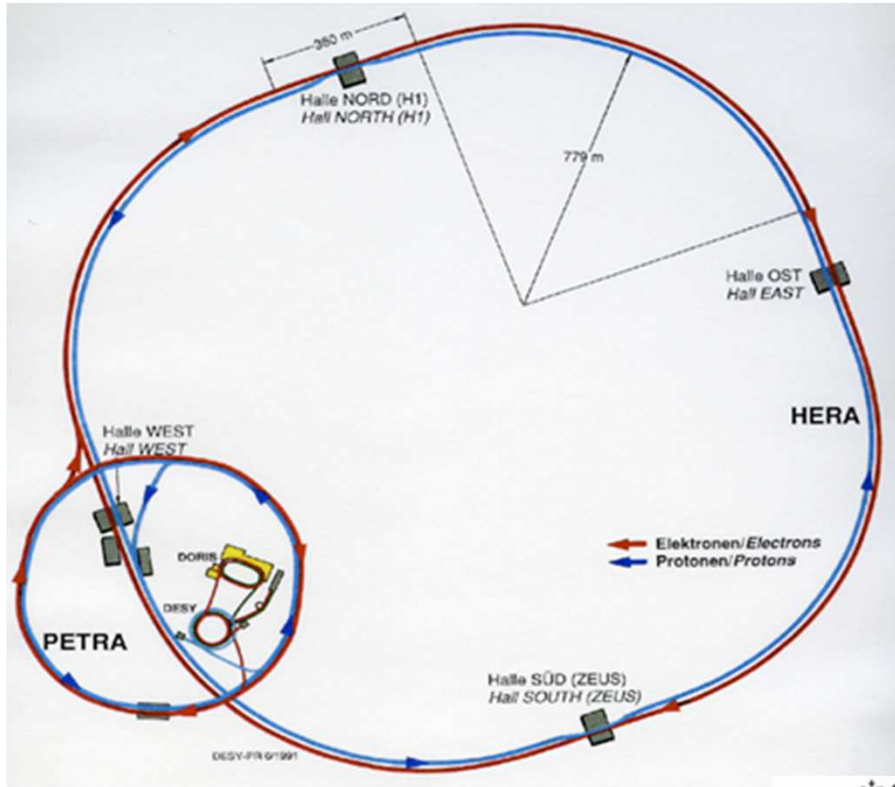 360 m
Halle NORD (H1)
Hall NORTH (H1)
779 m
Halle OST
Hall EAST
HERA
Halle WEST
Hall WEST
Elektronen/Electrons
Protonen/Protons
DORIS
DESY
PETRA
Halle SÜD (ZEUS)
Hall SOUTH (ZEUS)
DESY-PR 6/1991